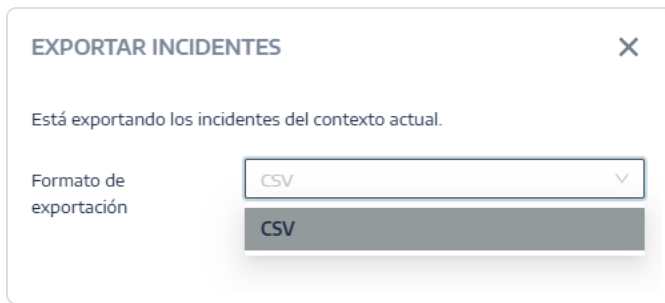 EXPORTAR INCIDENTES
Está exportando los incidentes del contexto actual.
Formato de
exportación
CSV
CSV